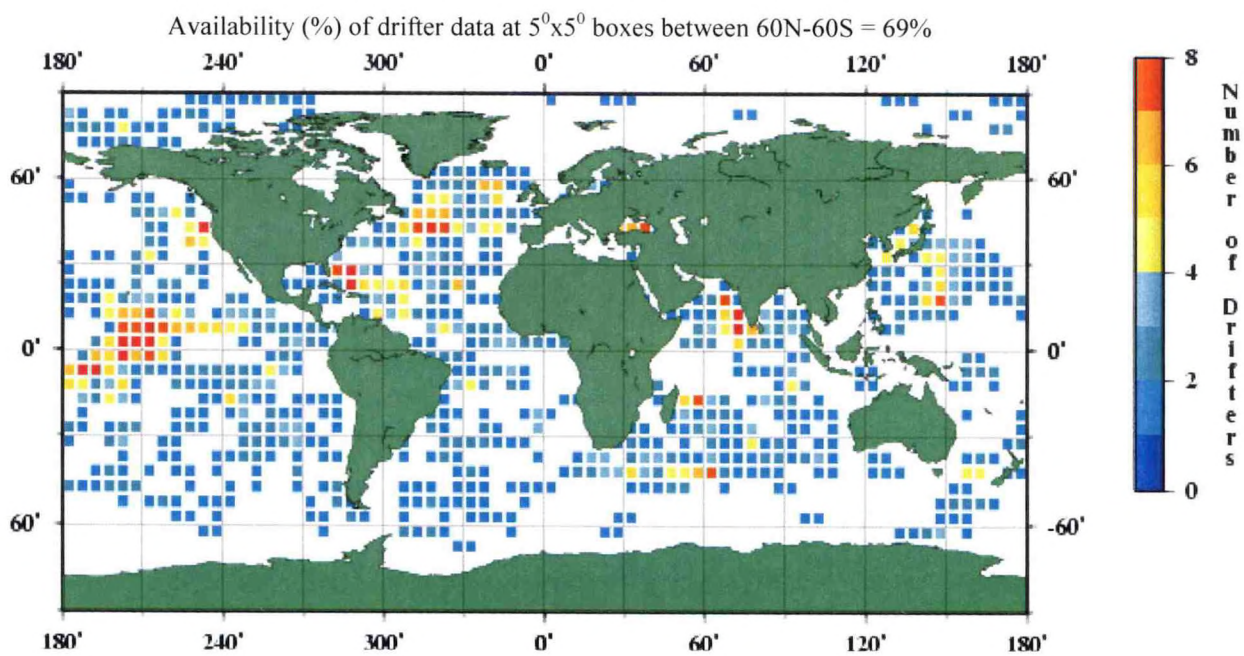 Availability (%) of drifter data at 5⁰x5⁰ boxes between 60N-60S = 69%
180˚ 240˚ 300˚ 0˚ 60˚ 120˚ 180˚
8
6
4
2
0
Number of Drifters
60˚ 60˚
0˚ 0˚
60˚ -60˚
180˚ 240˚ 300˚ 0˚ 60˚ 120˚ 180˚